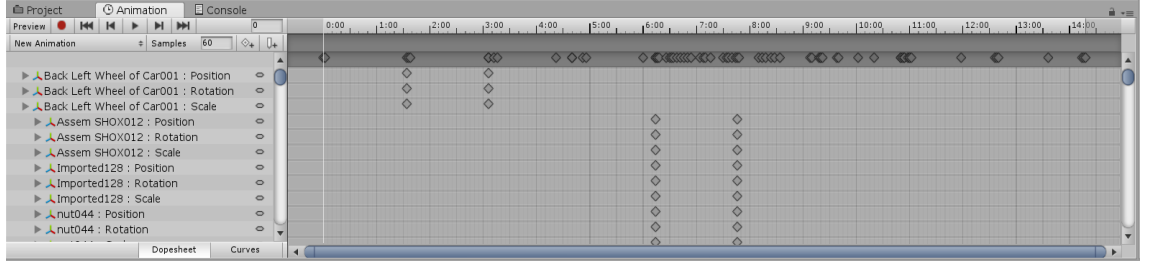 Project Animation Console
Preview 0 0:00 1:00 2:00 3:00 4:00 5:00 6:00 7:00 8:00 9:00 10:00 11:00 12:00 13:00 14:00
New Animation Samples 60
Back Left Wheel of Car001 : Position
Back Left Wheel of Car001 : Rotation
Back Left Wheel of Car001 : Scale
Assem SHOX012 : Position
Assem SHOX012 : Rotation
Assem SHOX012 : Scale
Imported128 : Position
Imported128 : Rotation
Imported128 : Scale
nut044 : Position
nut044 : Rotation
Dopesheet Curves